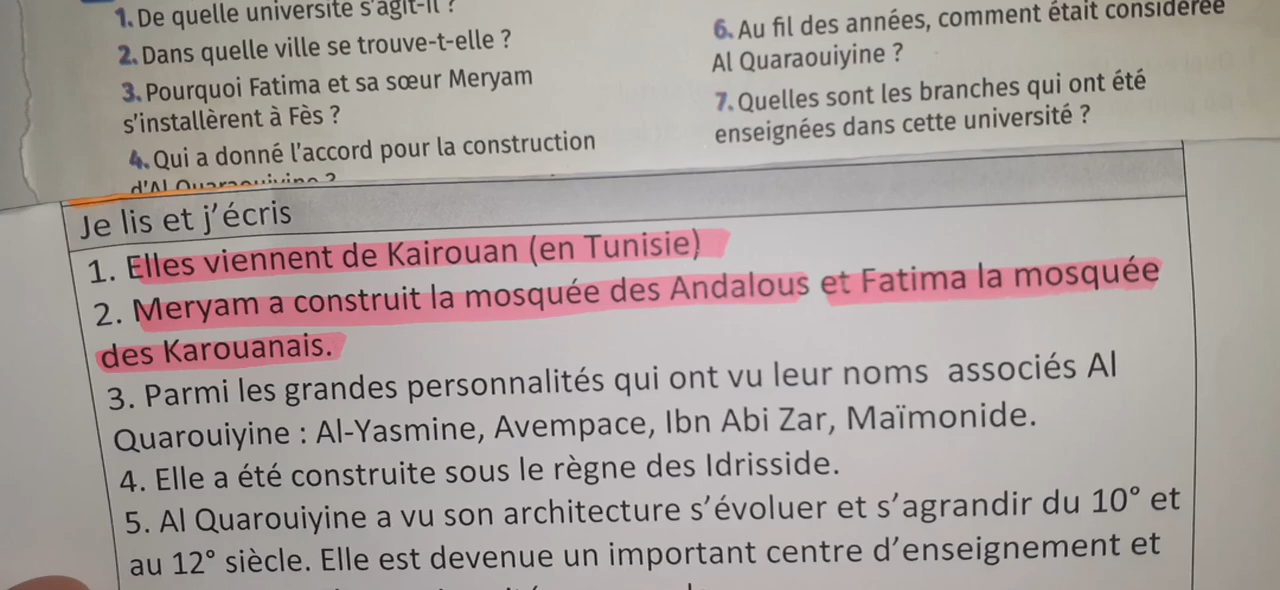 1. De quelle université s'agit-il ?
2. Dans quelle ville se trouve-t-elle ?
3. Pourquoi Fatima et sa sœur Meryam
s'installèrent à Fès ?
4. Qui a donné l'accord pour la construction
d'Al Quaraouiyine ?
6. Au fil des années, comment était considérée
Al Quaraouiyine ?
7. Quelles sont les branches qui ont été
enseignées dans cette université ?
Je lis et j'écris
1. Elles viennent de Kairouan (en Tunisie)
2. Meryam a construit la mosquée des Andalous et Fatima la mosquée
des Karouanais.
3. Parmi les grandes personnalités qui ont vu leur noms associés Al
Quarouiyine : Al-Yasmine, Avempace, Ibn Abi Zar, Maïmonide.
4. Elle a été construite sous le règne des Idrisside.
5. Al Quarouiyine a vu son architecture s'évoluer et s'agrandir du 10° et
au 12° siècle. Elle est devenue un important centre d'enseignement et